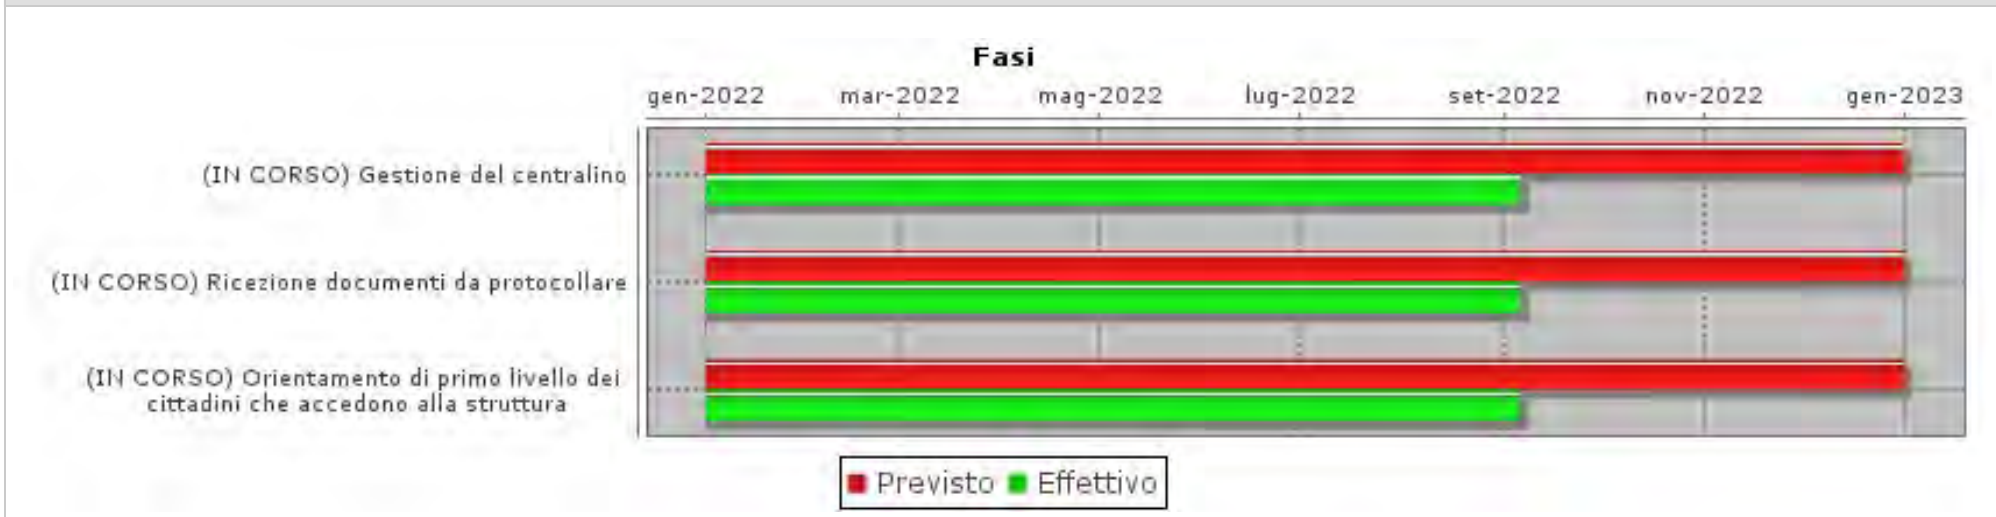 Fasi
gen-2022 mar-2022 mag-2022 lug-2022 set-2022 nov-2022 gen-2023
(IN CORSO) Gestione del centralino
(IN CORSO) Ricezione documenti da protocollare
(IN CORSO) Orientamento di primo livello dei
cittadini che accedono alla struttura
Previsto Effettivo